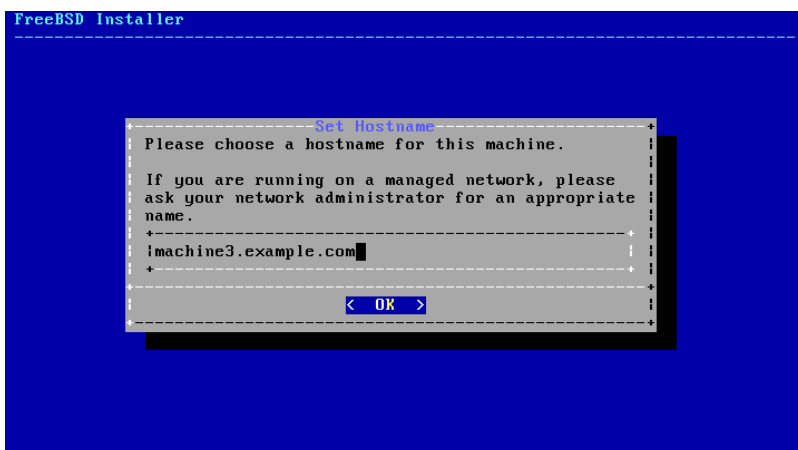 FreeBSD Installer
Set Hostname
Please choose a hostname for this machine.
If you are running on a managed network, please
ask your network administrator for an appropriate
name.
machine3.example.com
< OK >